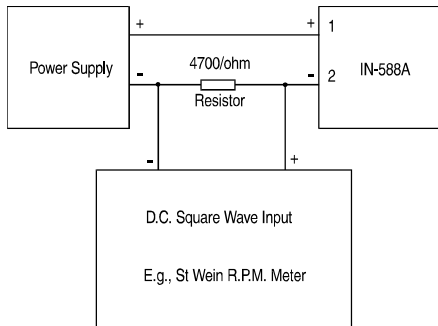 + + 1
Power Supply 4700/ohm IN-588A
- - 2
Resistor
- +
D.C. Square Wave Input
E.g., St Wein R.P.M. Meter